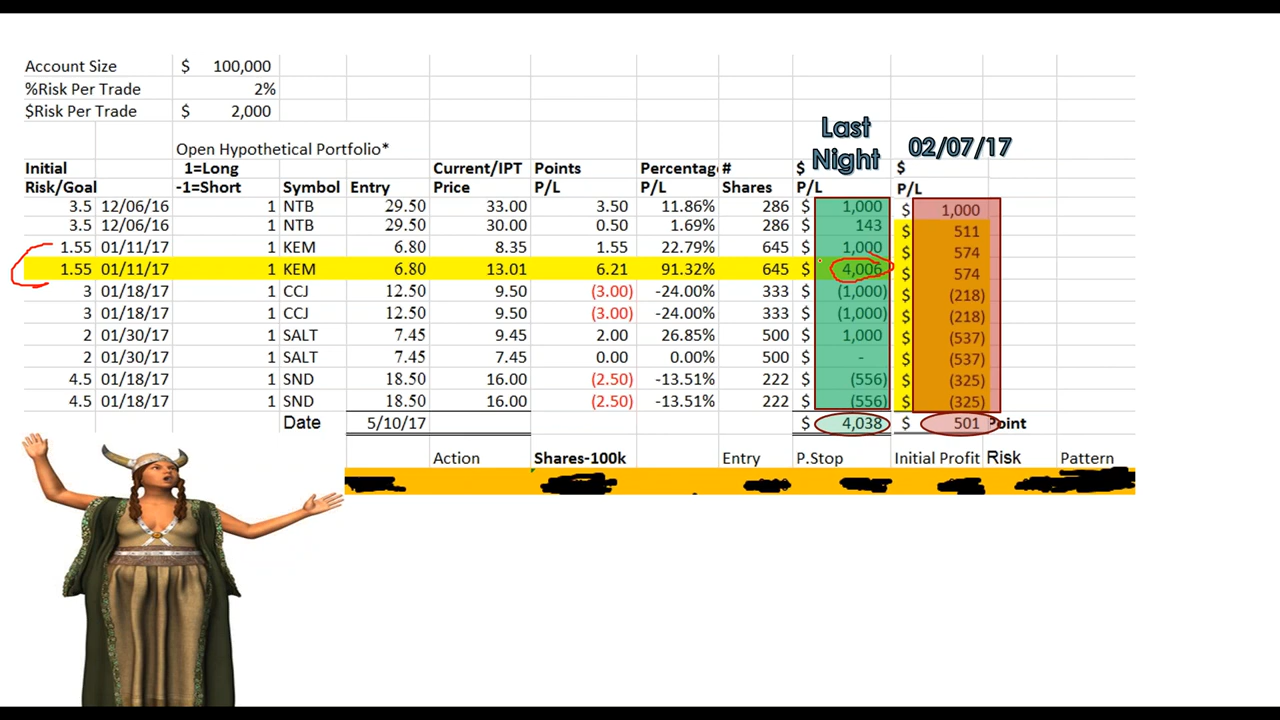 Account Size $ 100,000
%Risk Per Trade 2%
$Risk Per Trade $ 2,000
Last Night 02/07/17
Open Hypothetical Portfolio*
Initial 1=Long Current/IPT Points Percentage # $ $
Risk/Goal -1=Short Symbol Entry Price P/L P/L Shares P/L P/L
3.5 12/06/16 1 NTB 29.50 33.00 3.50 11.86% 286 $ 1,000 $ 1,000
3.5 12/06/16 1 NTB 29.50 30.00 0.50 1.69% 286 $ 143 $ 511
1.55 01/11/17 1 KEM 6.80 8.35 1.55 22.79% 645 $ 1,000 $ 574
1.55 01/11/17 1 KEM 6.80 13.01 6.21 91.32% 645 $ 4,006 $ 574
3 01/18/17 1 CCJ 12.50 9.50 (3.00) -24.00% 333 $ (1,000) $ (218)
3 01/18/17 1 CCJ 12.50 9.50 (3.00) -24.00% 333 $ (1,000) $ (218)
2 01/30/17 1 SALT 7.45 9.45 2.00 26.85% 500 $ 1,000 $ (537)
2 01/30/17 1 SALT 7.45 7.45 0.00 0.00% 500 $ - $ (537)
4.5 01/18/17 1 SND 18.50 16.00 (2.50) -13.51% 222 $ (556) $ (325)
4.5 01/18/17 1 SND 18.50 16.00 (2.50) -13.51% 222 $ (556) $ (325)
Date 5/10/17 $ 4,038 $ 501 Point
Action Shares-100k Entry P.Stop Initial Profit Risk Pattern